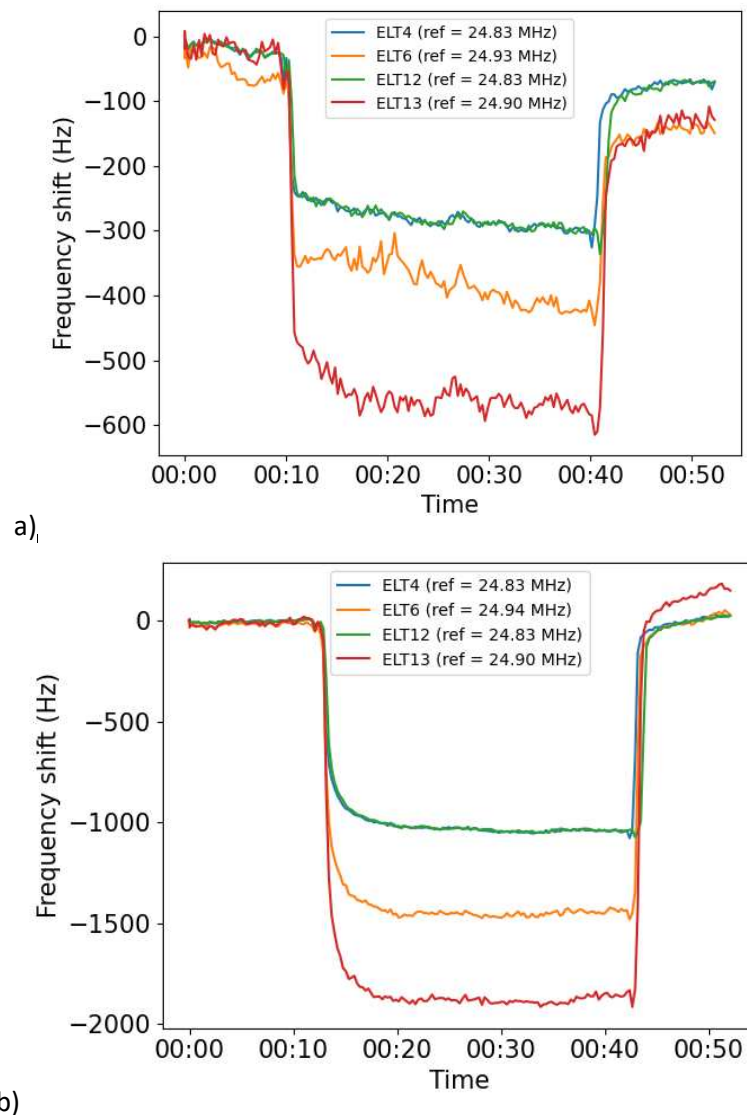 0
−100
−200
−300
−400
−500
−600
Frequency shift (Hz)
ELT4 (ref = 24.83 MHz)
ELT6 (ref = 24.93 MHz)
ELT12 (ref = 24.83 MHz)
ELT13 (ref = 24.90 MHz)
00:00 00:10 00:20 00:30 00:40 00:50
Time
a)
0
−500
−1000
−1500
−2000
Frequency shift (Hz)
ELT4 (ref = 24.83 MHz)
ELT6 (ref = 24.94 MHz)
ELT12 (ref = 24.83 MHz)
ELT13 (ref = 24.90 MHz)
00:00 00:10 00:20 00:30 00:40 00:50
Time
b)